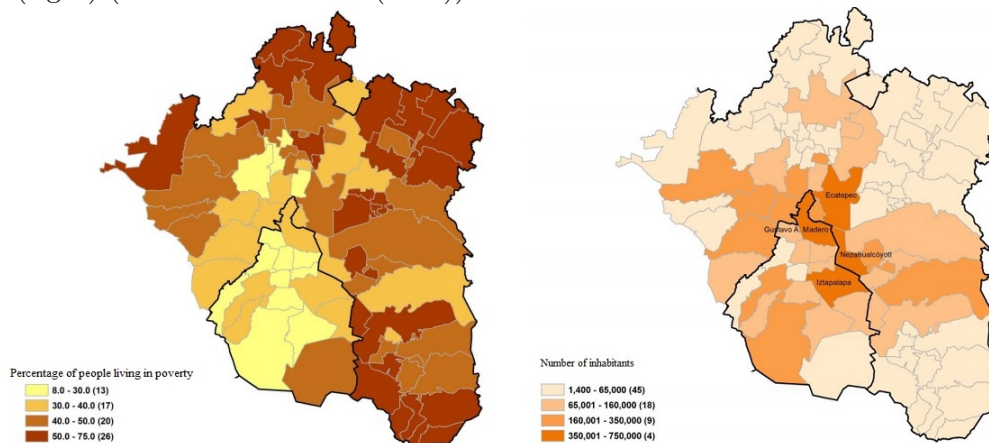 Percentage of people living in poverty
8.0 - 30.0 (13)
30.0 - 40.0 (17)
40.0 - 50.0 (20)
50.0 - 75.0 (26)
Ecatepec
Gustavo A. Madero
Nezahualcóyotl
Iztapalapa
Number of inhabitants
1,400 - 65,000 (45)
65,001 - 160,000 (18)
160,001 - 350,000 (9)
350,001 - 750,000 (4)